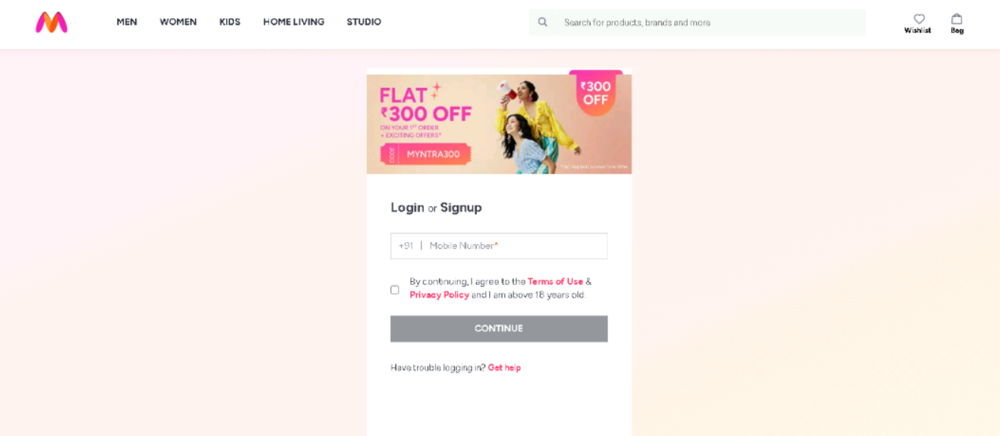 MEN WOMEN KIDS HOME LIVING STUDIO
Search for products, brands and more
Wishlist Bag
FLAT
₹300 OFF
ON YOUR 1ST ORDER
+ EXCITING OFFERS*
CODE MYNTRA300
₹300
OFF
Login or Signup
+91 | Mobile Number*
By continuing, I agree to the Terms of Use &
Privacy Policy and I am above 18 years old.
CONTINUE
Have trouble logging in? Get help